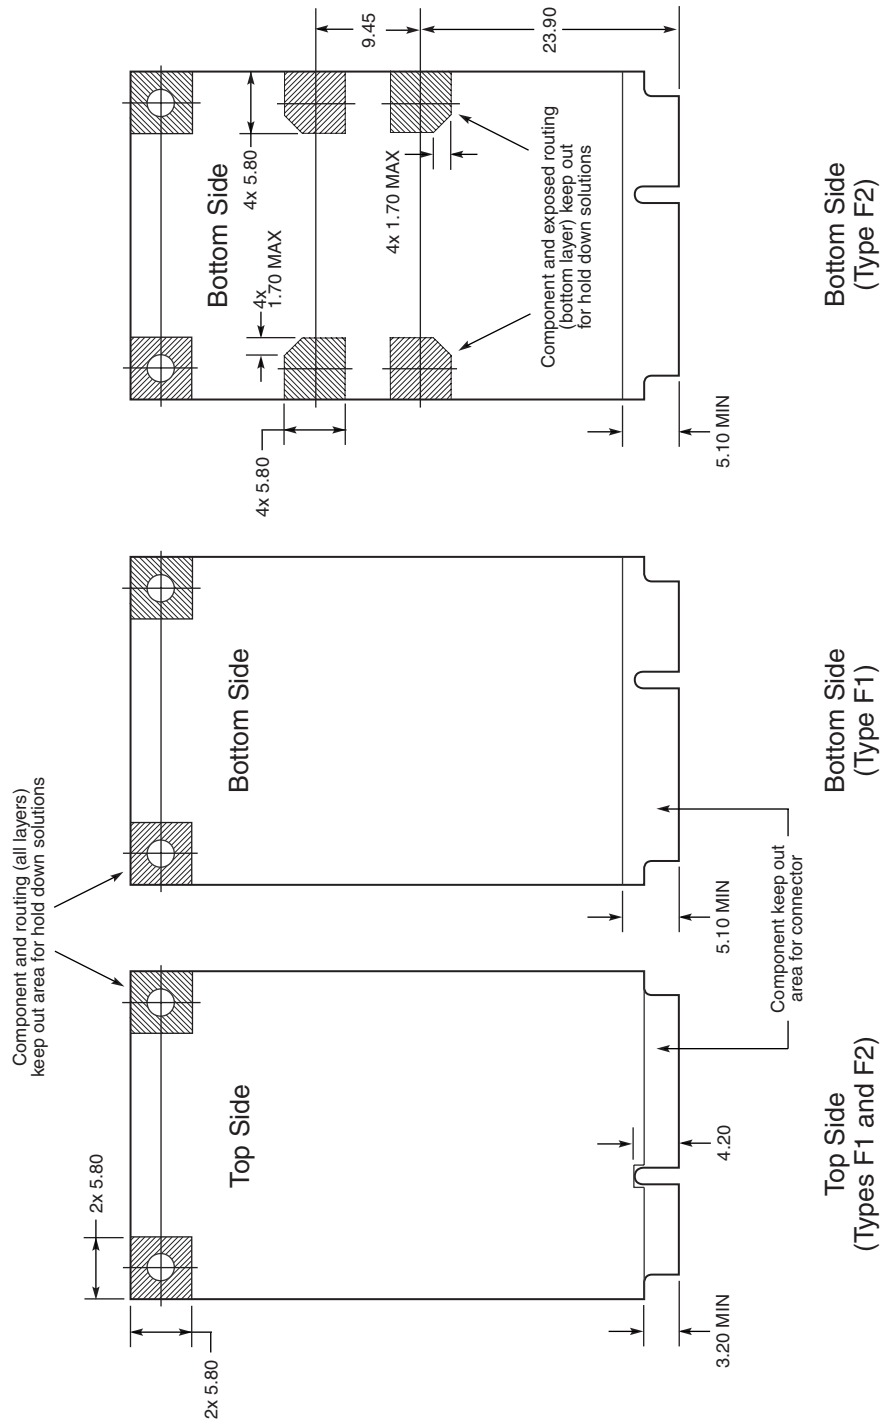 Component and routing (all layers)
keep out area for hold down solutions
2x 5.80
2x 5.80
Top Side
4.20
3.20 MIN
Component keep out
area for connector
Top Side
(Types F1 and F2)
Bottom Side
5.10 MIN
Bottom Side
(Type F1)
4x 5.80
4x
1.70 MAX
Bottom Side
4x 5.80
4x 1.70 MAX
9.45
23.90
Component and exposed routing
(bottom layer) keep out
for hold down solutions
5.10 MIN
Bottom Side
(Type F2)